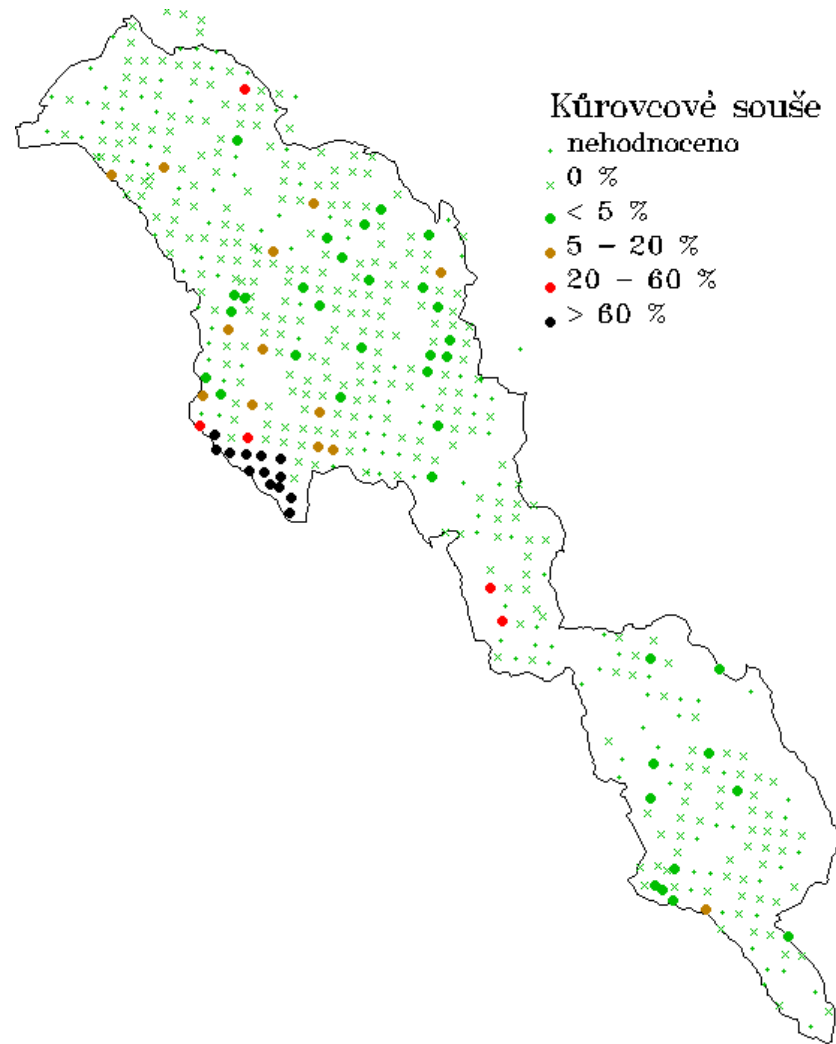 Kůrovcové souše
nehodnoceno
0 %
< 5 %
5 – 20 %
20 – 60 %
> 60 %